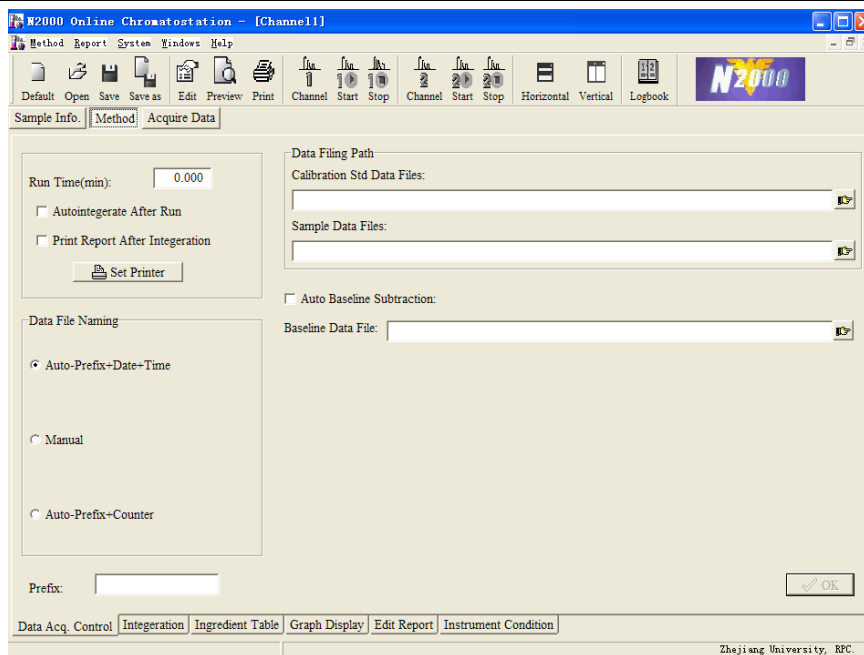 N2000 Online Chromatostation - [Channel1]
Method Report System Windows Help
Default Open Save Save as Edit Preview Print Channel Start Stop Channel Start Stop Horizontal Vertical Logbook
N2000
Sample Info. Method Acquire Data
Run Time(min): 0.000
Autointegerate After Run
Print Report After Integeration
Set Printer
Data Filing Path
Calibration Std Data Files:
Sample Data Files:
Auto Baseline Subtraction:
Baseline Data File:
Data File Naming
Auto-Prefix+Date+Time
Manual
Auto-Prefix+Counter
Prefix:
OK
Data Acq. Control Integeration Ingredient Table Graph Display Edit Report Instrument Condition
Zhejiang University, RPC.